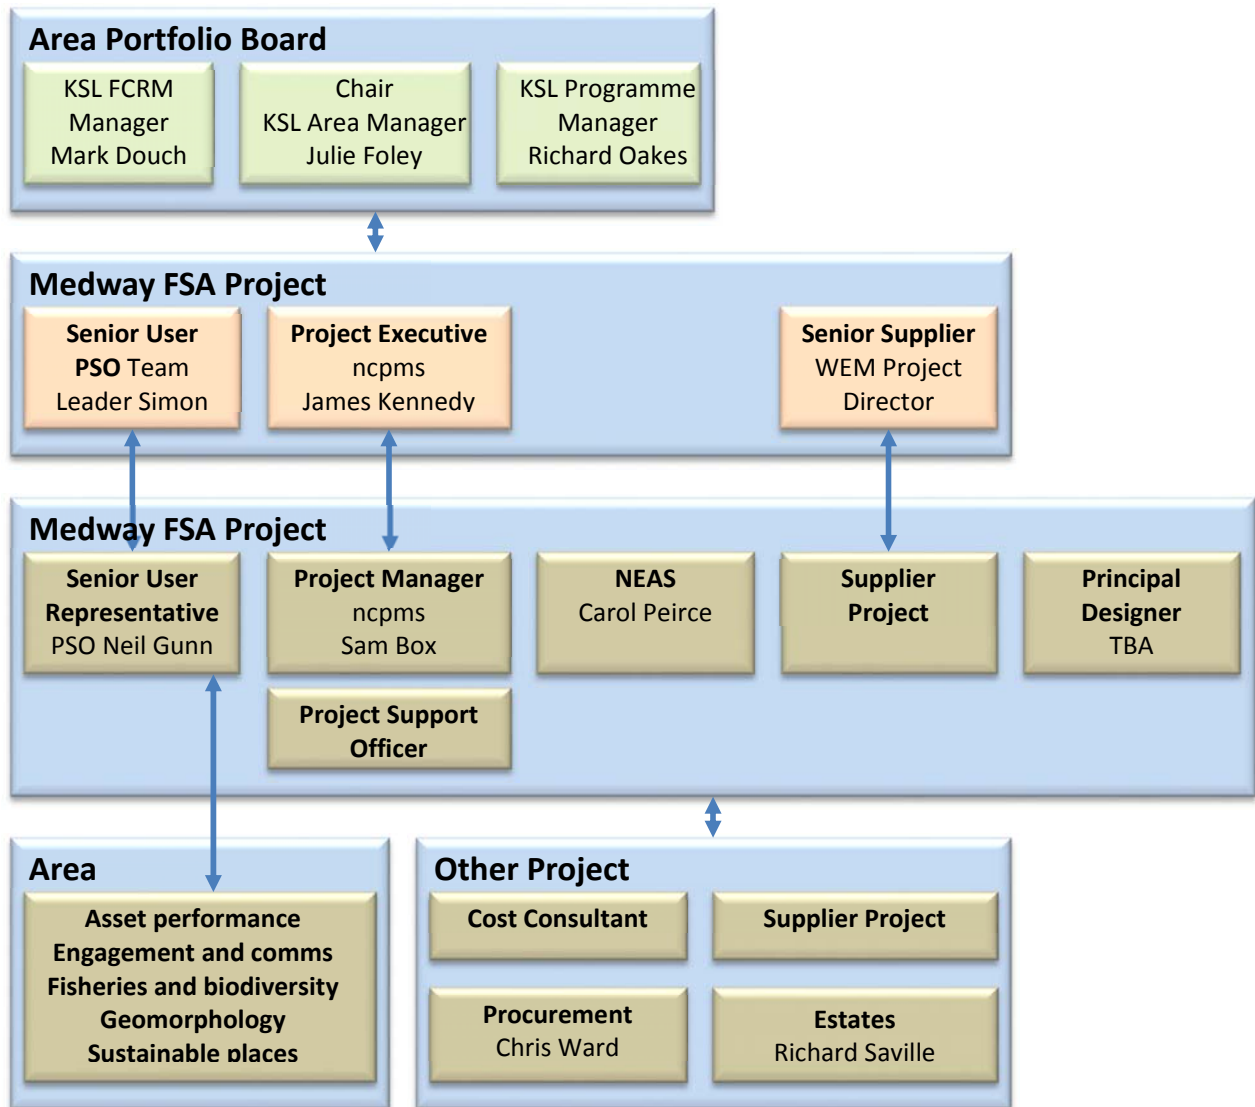 Area Portfolio Board
KSL FCRM
Manager
Mark Douch
Chair
KSL Area Manager
Julie Foley
KSL Programme
Manager
Richard Oakes
Medway FSA Project
Senior User
PSO Team
Leader Simon
Project Executive
ncpms
James Kennedy
Senior Supplier
WEM Project
Director
Medway FSA Project
Senior User
Representative
PSO Neil Gunn
Project Manager
ncpms
Sam Box
NEAS
Carol Peirce
Supplier
Project
Principal
Designer
TBA
Project Support
Officer
Area
Asset performance
Engagement and comms
Fisheries and biodiversity
Geomorphology
Sustainable places
Other Project
Cost Consultant
Supplier Project
Procurement
Chris Ward
Estates
Richard Saville